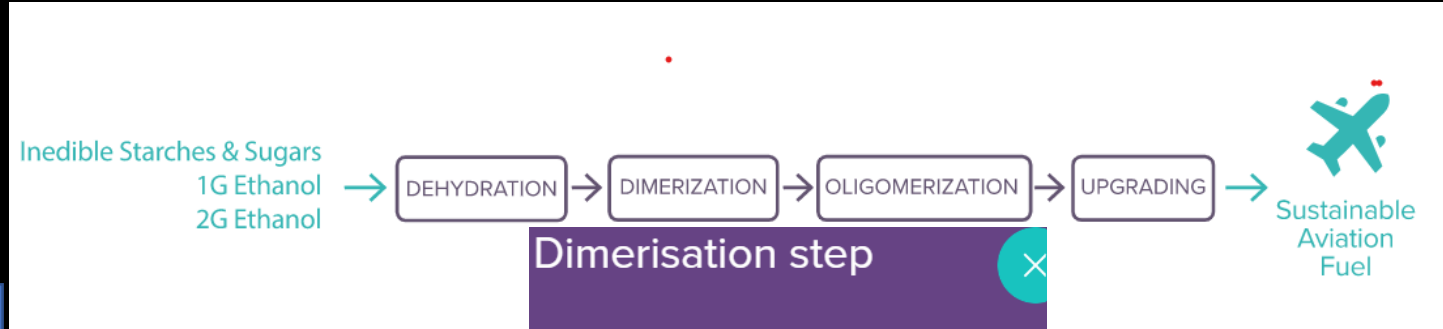 Inedible Starches & Sugars
1G Ethanol
2G Ethanol
DEHYDRATION
DIMERIZATION
OLIGOMERIZATION
UPGRADING
Sustainable
Aviation
Fuel
Dimerisation step